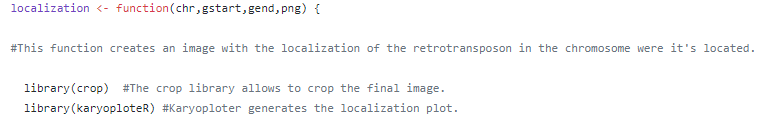 localization <- function(chr,gstart,gend,png) {
#This function creates an image with the localization of the retrotransposon in the chromosome were it's located.
library(crop) #The crop library allows to crop the final image.
library(karyoploteR) #Karyoploter generates the localization plot.